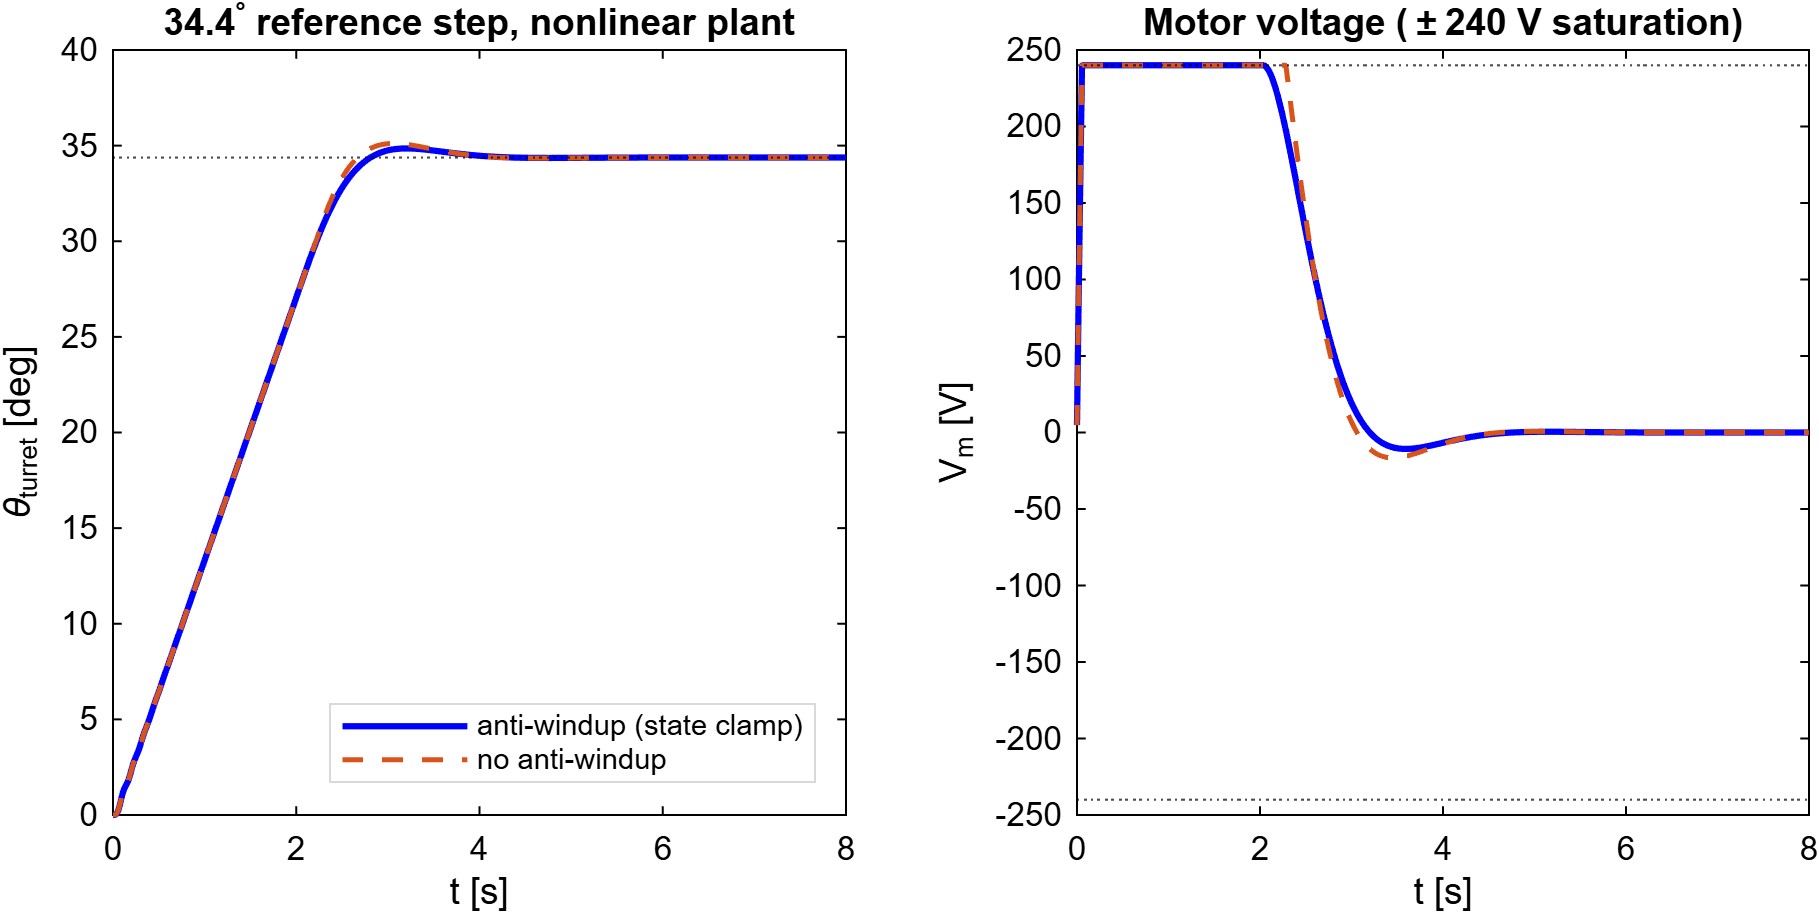 34.4° reference step, nonlinear plant
40
35
30
25
20
15
10
5
0
θturret [deg]
anti-windup (state clamp)
no anti-windup
0 2 4 6 8
t [s]
Motor voltage ( ± 240 V saturation)
250
200
150
100
50
0
-50
-100
-150
-200
-250
Vm [V]
0 2 4 6 8
t [s]